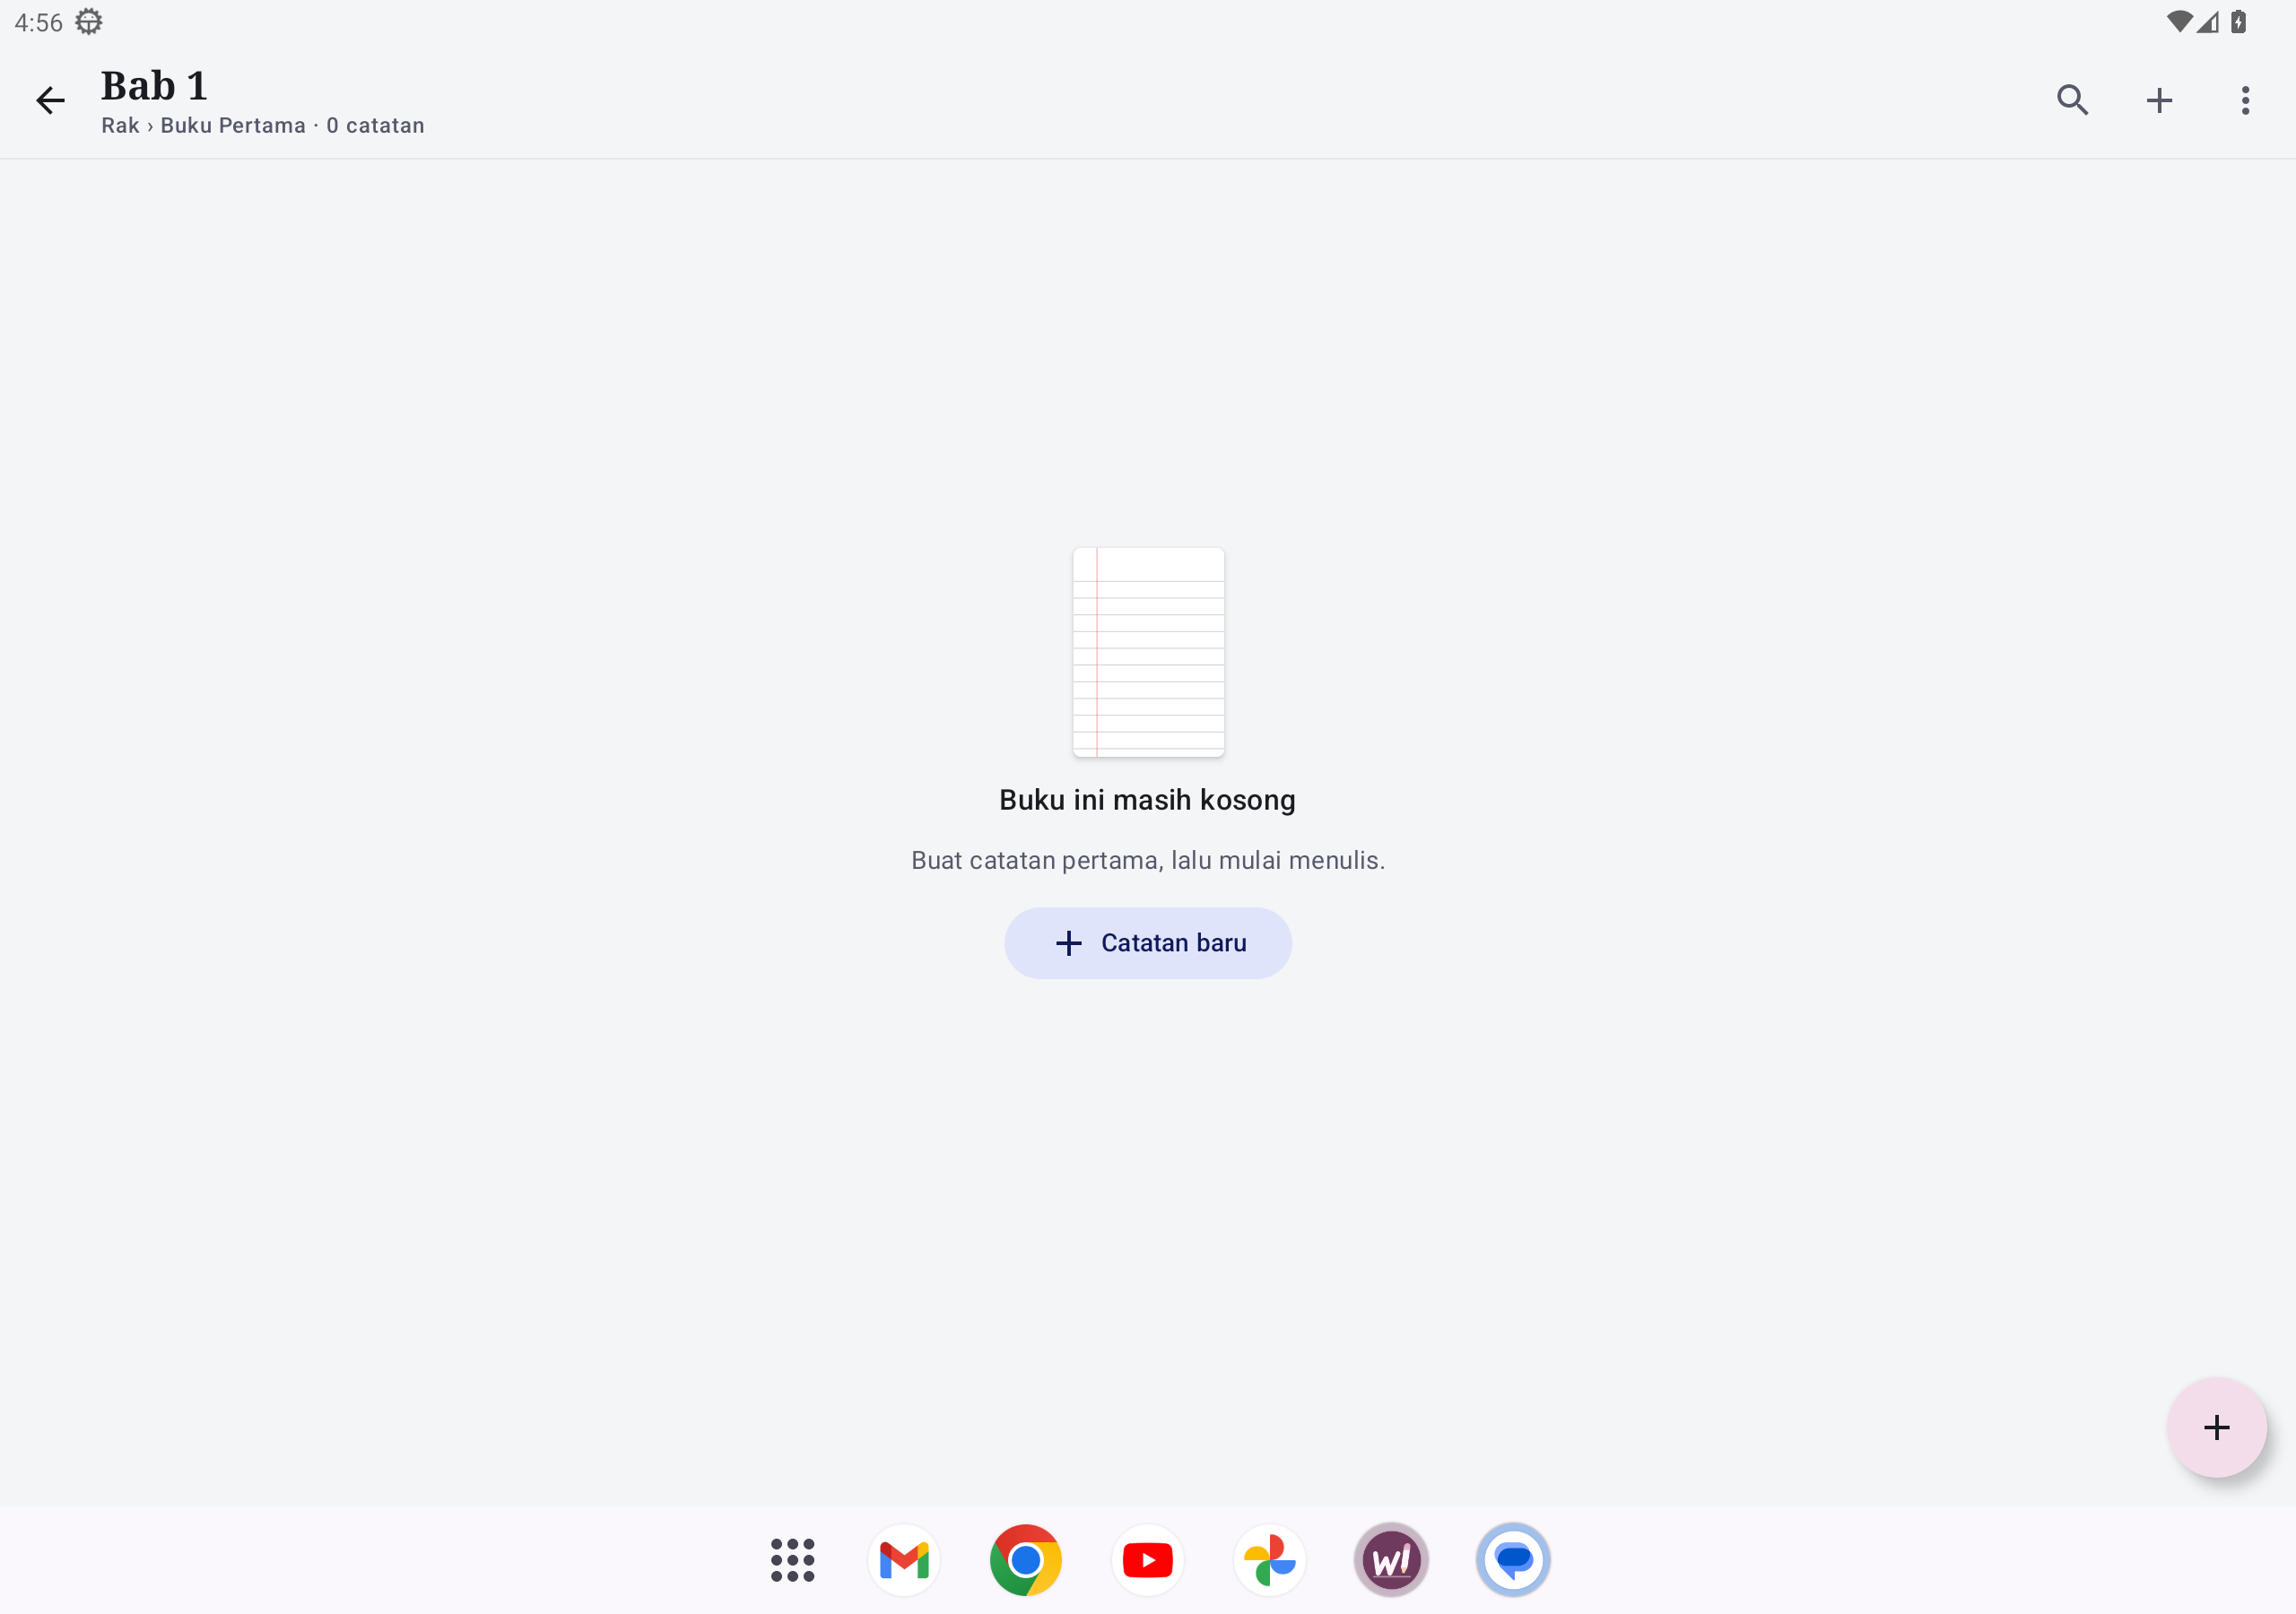 4:56
Bab 1
Rak › Buku Pertama · 0 catatan
Buku ini masih kosong
Buat catatan pertama, lalu mulai menulis.
Catatan baru